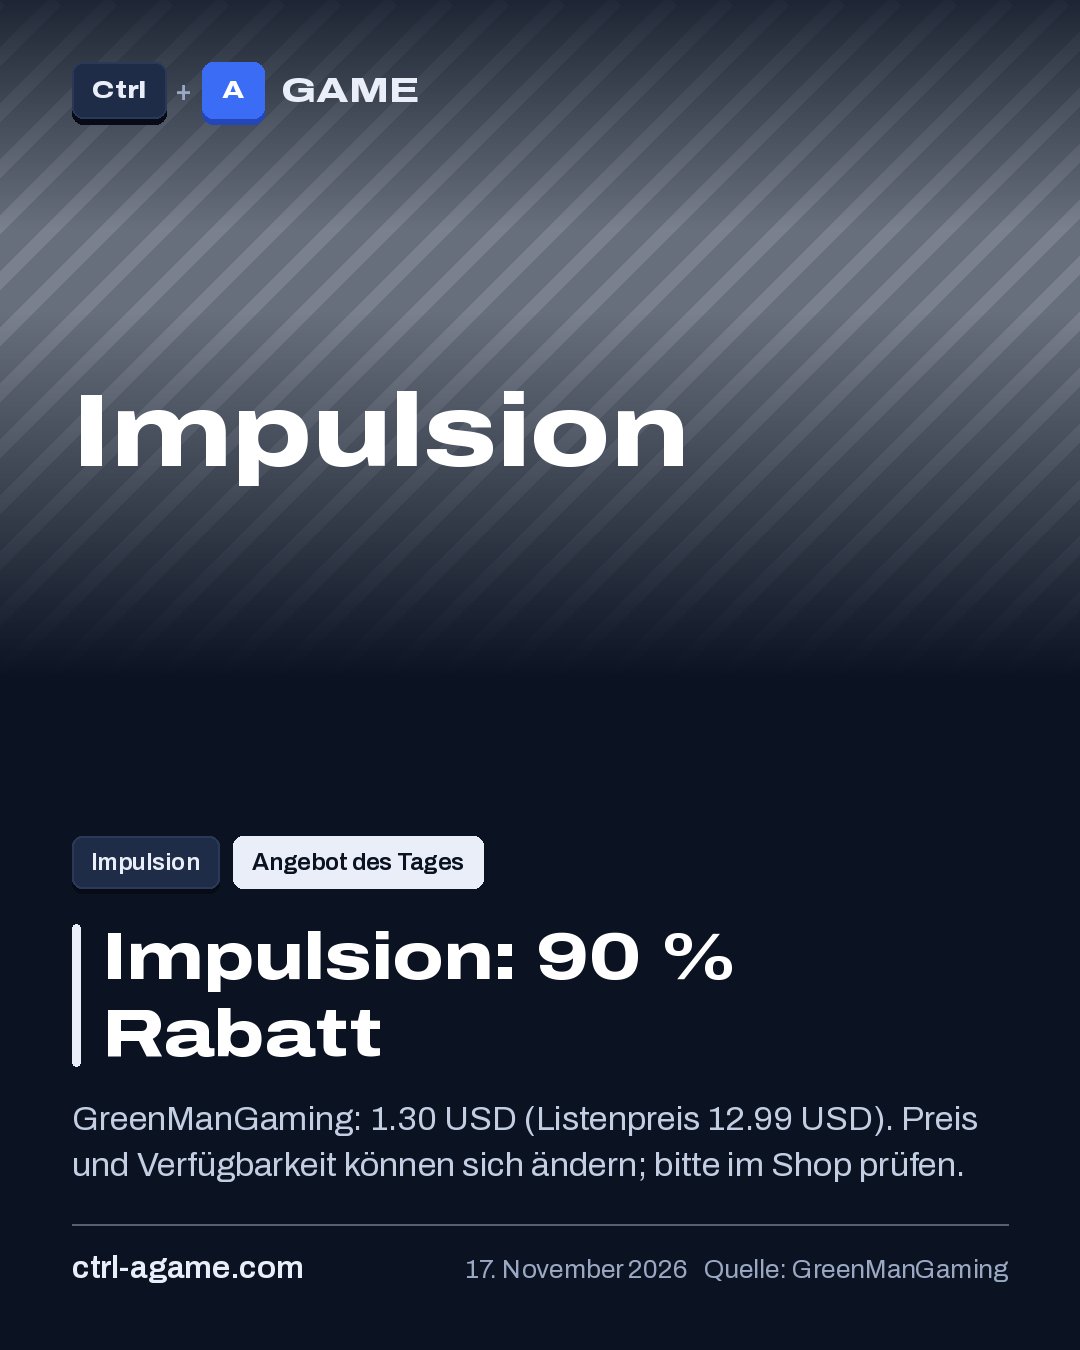 Ctrl + A GAME
Impulsion
Impulsion Angebot des Tages
Impulsion: 90 %
Rabatt
GreenManGaming: 1.30 USD (Listenpreis 12.99 USD). Preis
und Verfügbarkeit können sich ändern; bitte im Shop prüfen.
ctrl-agame.com 17. November 2026 Quelle: GreenManGaming